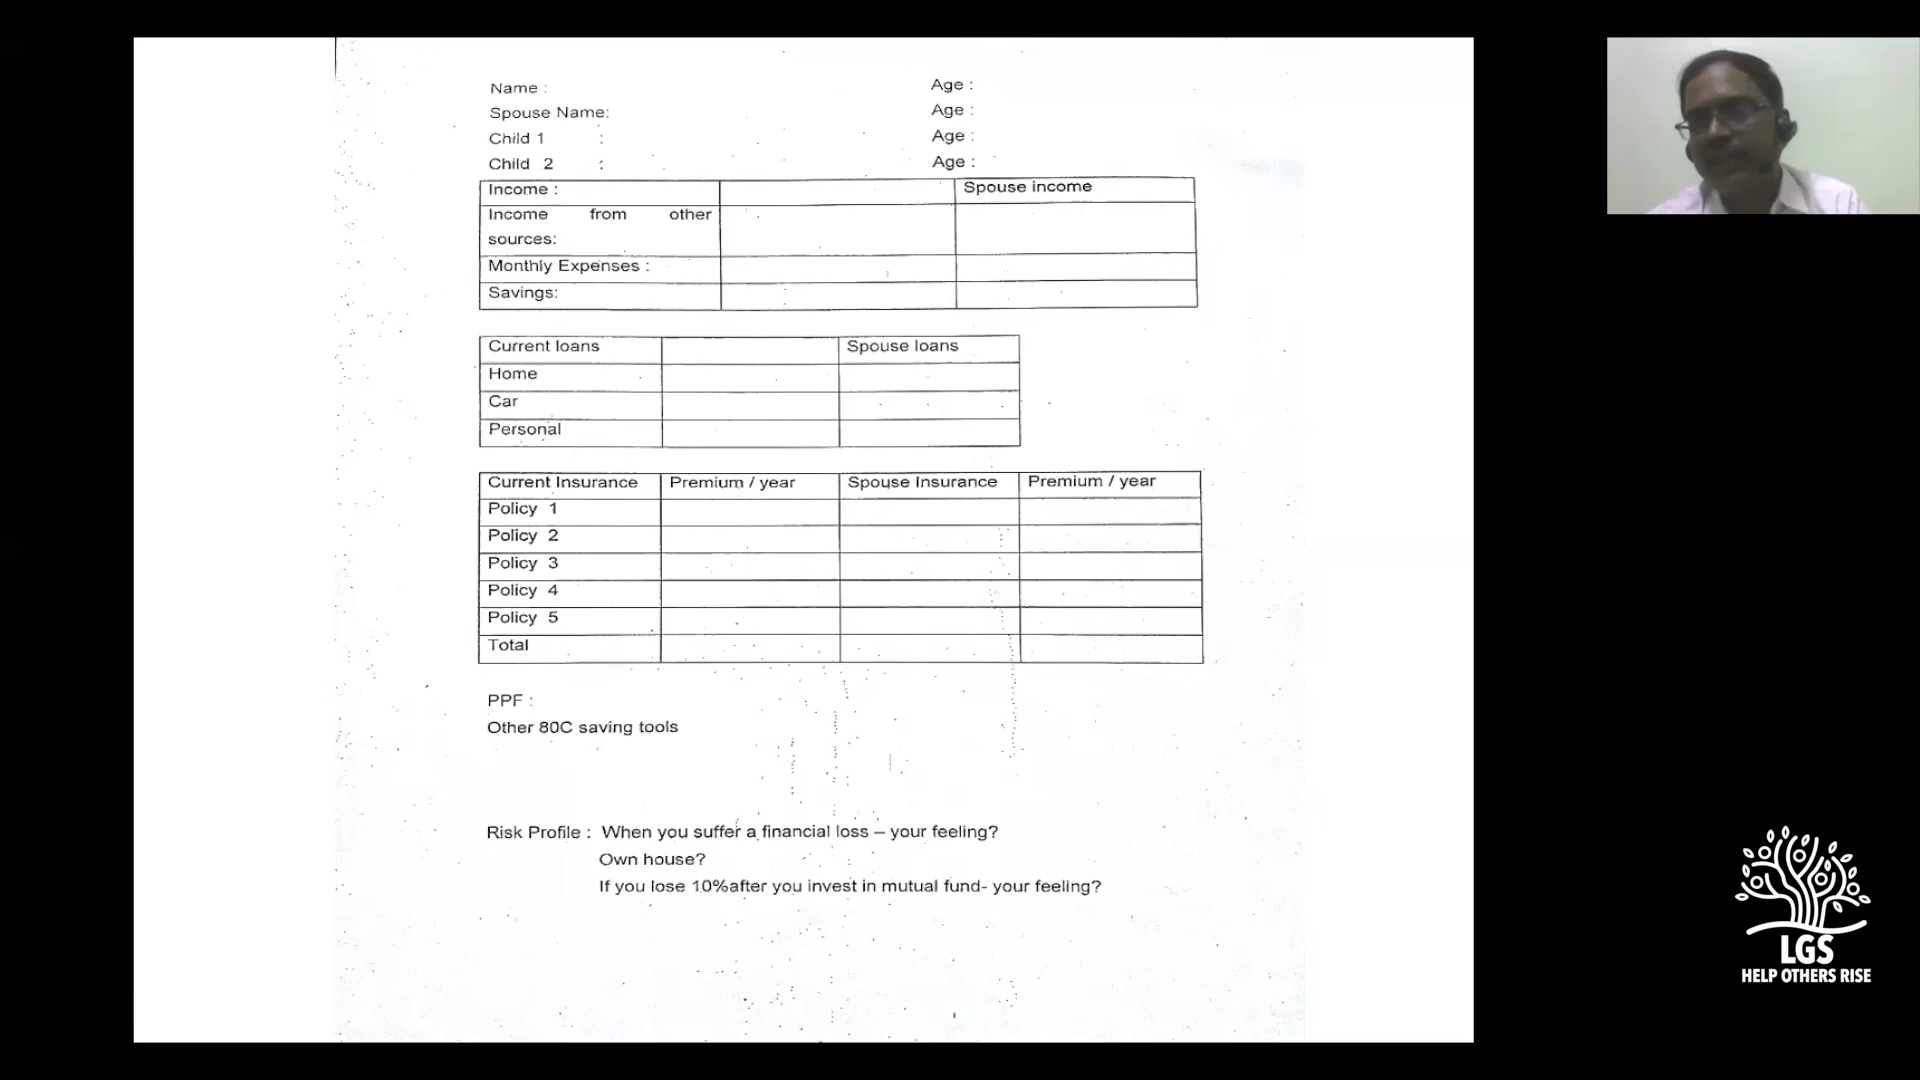 Name : Age :
Spouse Name: Age :
Child 1 : Age :
Child 2 : Age :
Income : Spouse income
Income from other
sources:
Monthly Expenses :
Savings:
Current loans Spouse loans
Home
Car
Personal
Current Insurance Premium / year Spouse Insurance Premium / year
Policy 1
Policy 2
Policy 3
Policy 4
Policy 5
Total
PPF :
Other 80C saving tools
Risk Profile : When you suffer a financial loss – your feeling?
Own house?
If you lose 10%after you invest in mutual fund- your feeling?
LGS
HELP OTHERS RISE